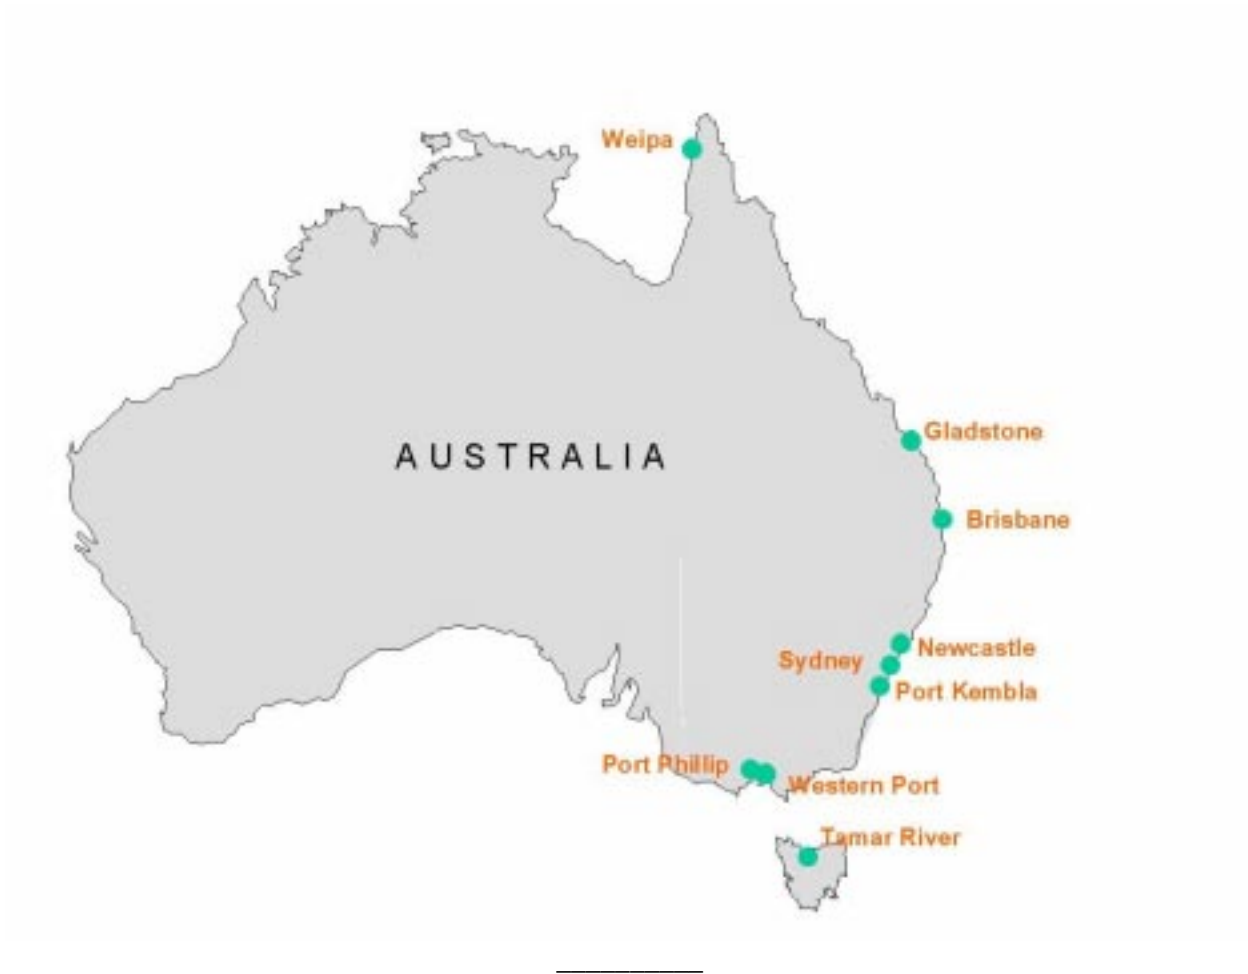 Weipa
Gladstone
AUSTRALIA
Brisbane
Newcastle
Sydney
Port Kembla
Port Phillip
Western Port
Tamar River